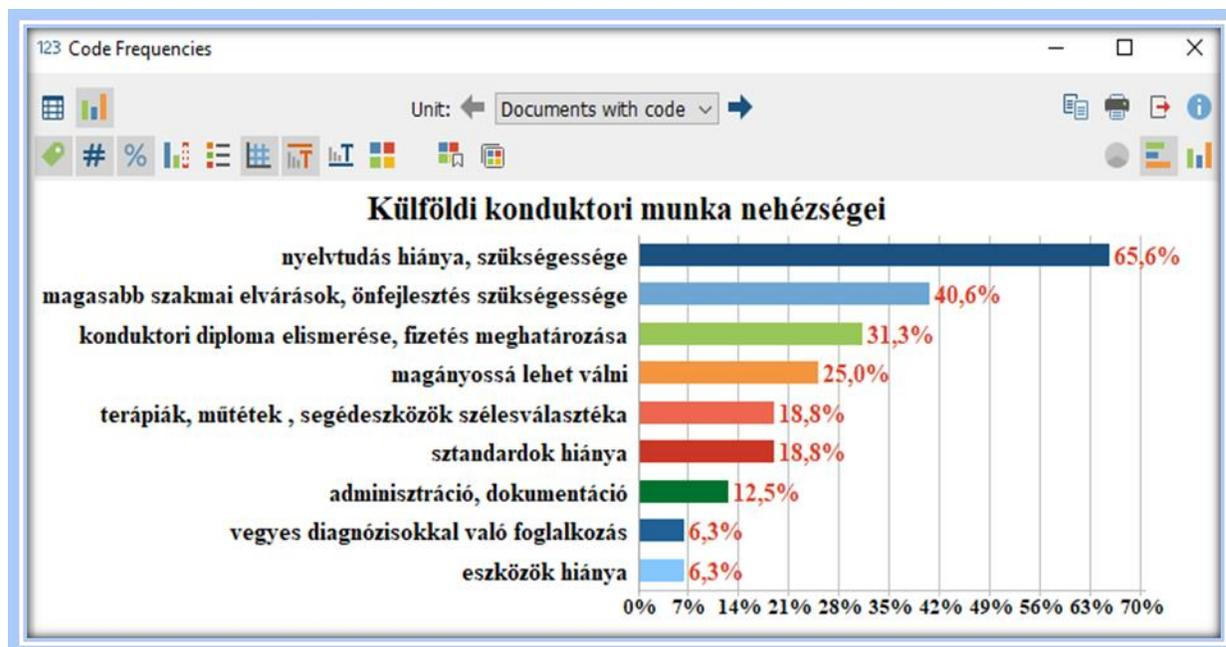 123 Code Frequencies
Unit: Documents with code
Külföldi konduktori munka nehézségei
nyelvtudás hiánya, szükségessége 65,6%
magasabb szakmai elvárások, önfejlesztés szükségessége 40,6%
konduktori diploma elismerése, fizetés meghatározása 31,3%
magányossá lehet válni 25,0%
terápiák, műtétek , segédeszközök szélesválasztéka 18,8%
sztandardok hiánya 18,8%
adminisztráció, dokumentáció 12,5%
vegyes diagnózisokkal való foglalkozás 6,3%
eszközök hiánya 6,3%
0% 7% 14% 21% 28% 35% 42% 49% 56% 63% 70%